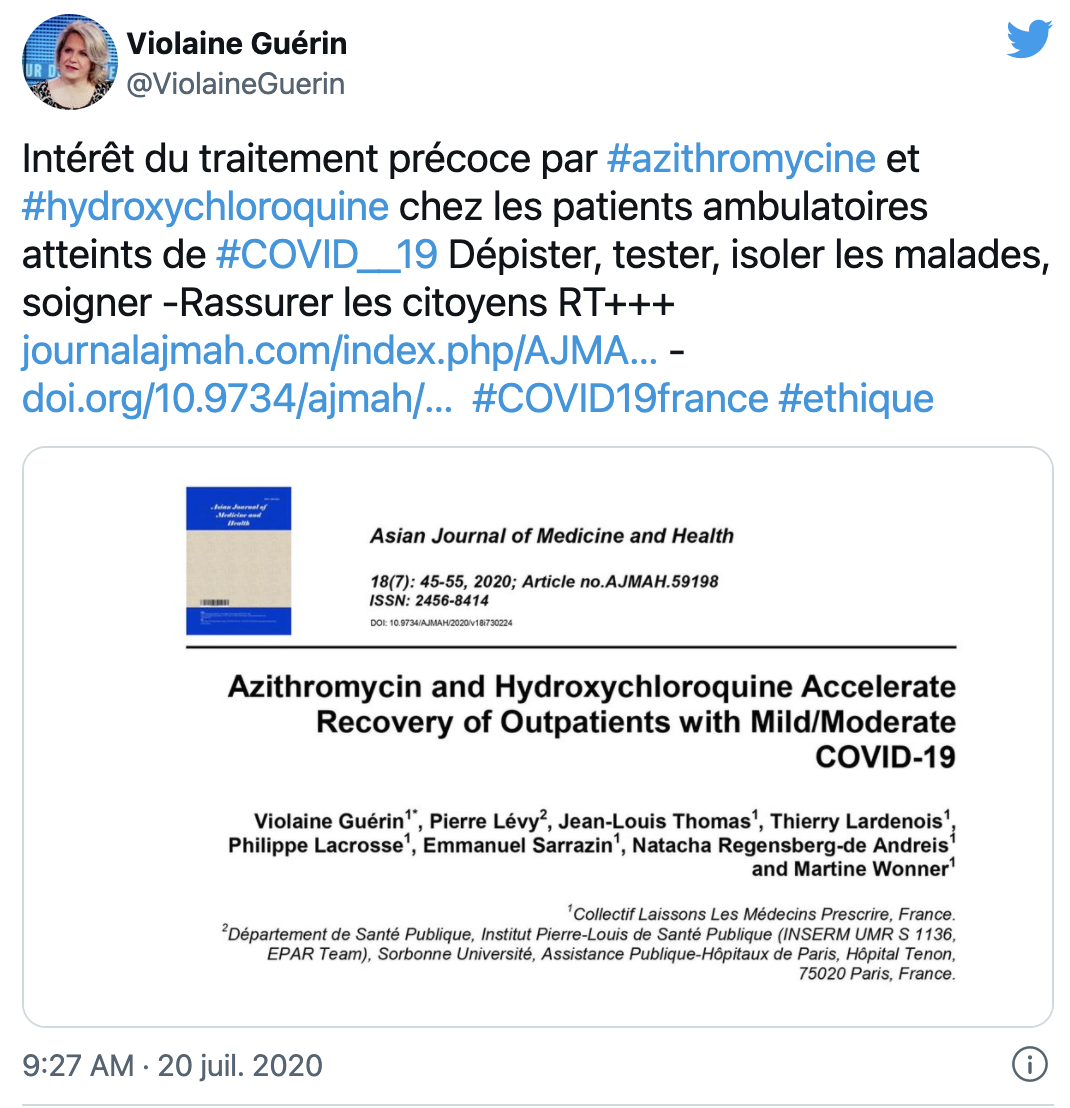 Violaine Guérin
@ViolaineGuerin
Intérêt du traitement précoce par #azithromycine et
#hydroxychloroquine chez les patients ambulatoires
atteints de #COVID__19 Dépister, tester, isoler les malades,
soigner -Rassurer les citoyens RT+++
journalajmah.com/index.php/AJMA... -
doi.org/10.9734/ajmah/... #COVID19france #ethique
Asian Journal of
Medicine and
Health
Asian Journal of Medicine and Health
18(7): 45-55, 2020; Article no.AJMAH.59198
ISSN: 2456-8414
DOI: 10.9734/AJMAH/2020/v18i730224
Azithromycin and Hydroxychloroquine Accelerate
Recovery of Outpatients with Mild/Moderate
COVID-19
Violaine Guérin1*, Pierre Lévy2, Jean-Louis Thomas1, Thierry Lardenois1,
Philippe Lacrosse1, Emmanuel Sarrazin1, Natacha Regensberg-de Andreis1
and Martine Wonner1
1Collectif Laissons Les Médecins Prescrire, France.
2Département de Santé Publique, Institut Pierre-Louis de Santé Publique (INSERM UMR S 1136,
EPAR Team), Sorbonne Université, Assistance Publique-Hôpitaux de Paris, Hôpital Tenon,
75020 Paris, France.
9:27 AM · 20 juil. 2020